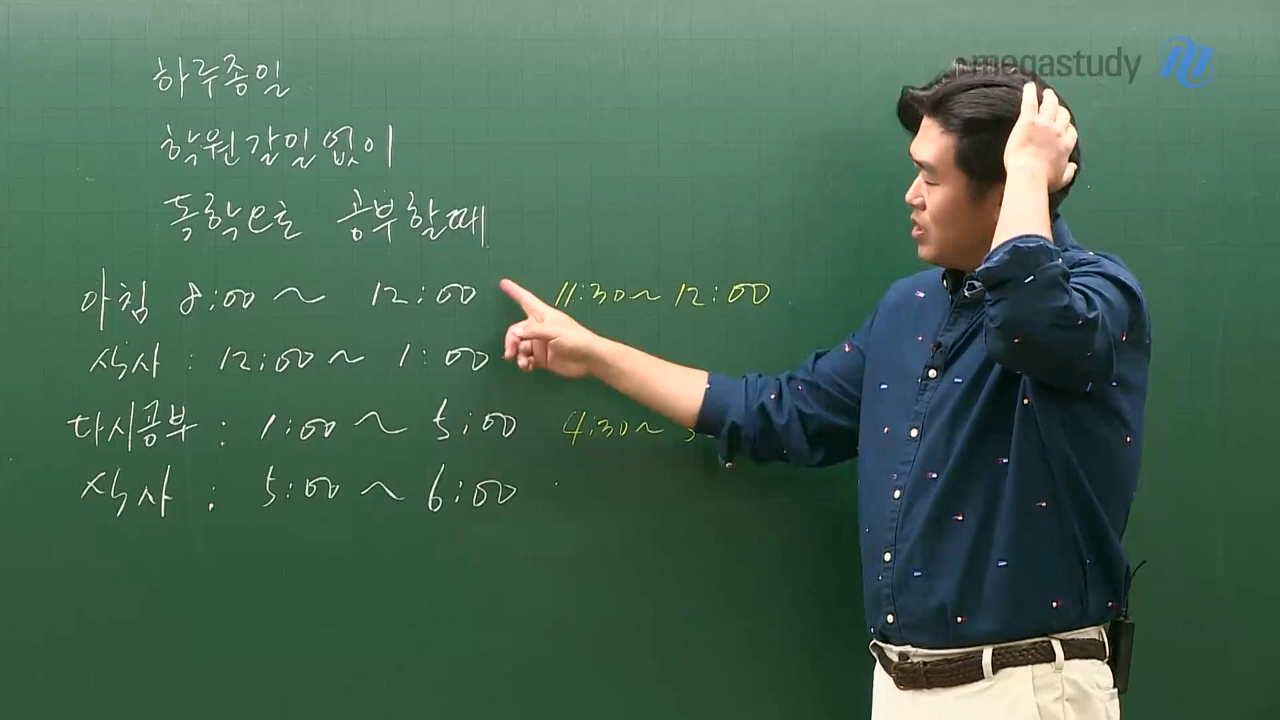 megastudy
하루종일
학원갈일없이
독학으로 공부할때
아침 8:00 ~ 12:00 11:30~12:00
식사 : 12:00 ~ 1:00
다시공부 : 1:00 ~ 5:00 4:30~
식사 : 5:00 ~ 6:00